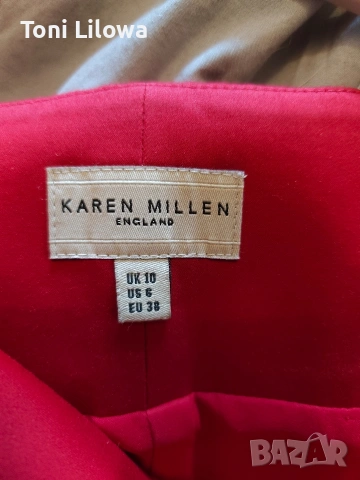 Toni Lilowa
KAREN MILLEN
ENGLAND
UK 10
US 6
EU 38
BAZAR